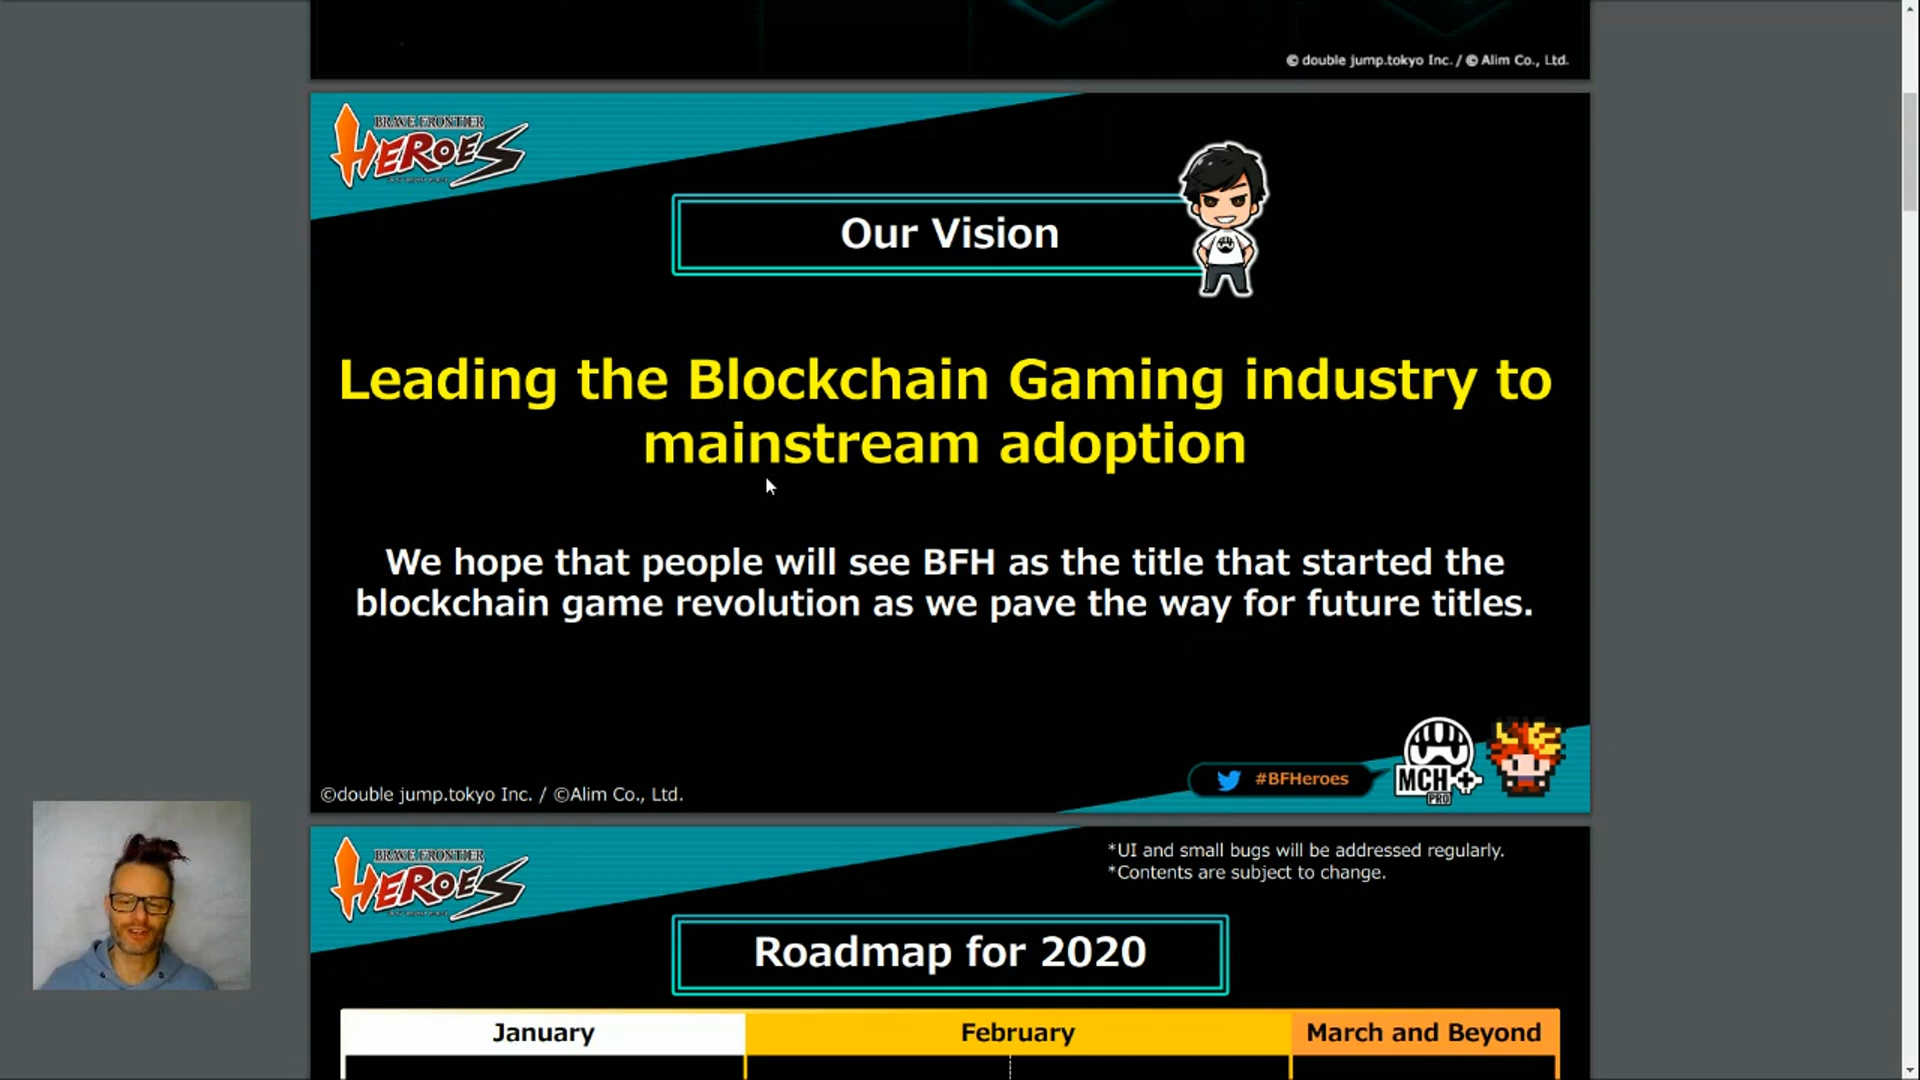 © double jump.tokyo Inc. / © Alim Co., Ltd.
BRAVE FRONTIER
HEROES
Our Vision
Leading the Blockchain Gaming industry to
mainstream adoption
We hope that people will see BFH as the title that started the
blockchain game revolution as we pave the way for future titles.
#BFHeroes
MCH+
PRO
©double jump.tokyo Inc. / ©Alim Co., Ltd.
BRAVE FRONTIER
HEROES
*UI and small bugs will be addressed regularly.
*Contents are subject to change.
Roadmap for 2020
January
February
March and Beyond